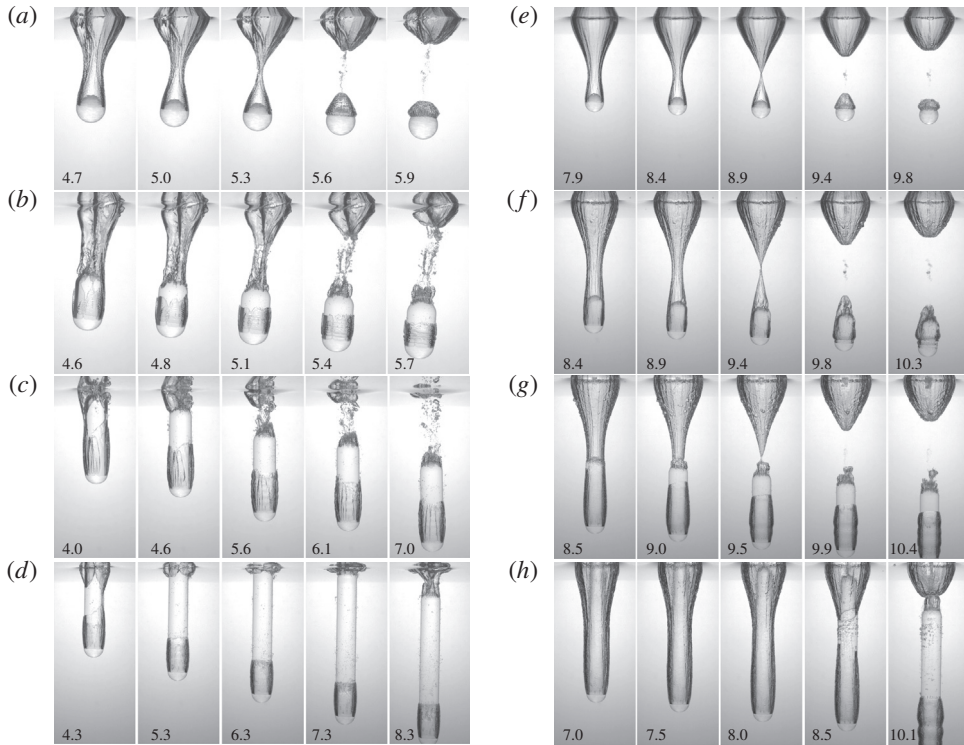 (a)
4.7 5.0 5.3 5.6 5.9
(b)
4.6 4.8 5.1 5.4 5.7
(c)
4.0 4.6 5.6 6.1 7.0
(d)
4.3 5.3 6.3 7.3 8.3
(e)
7.9 8.4 8.9 9.4 9.8
(f)
8.4 8.9 9.4 9.8 10.3
(g)
8.5 9.0 9.5 9.9 10.4
(h)
7.0 7.5 8.0 8.5 10.1